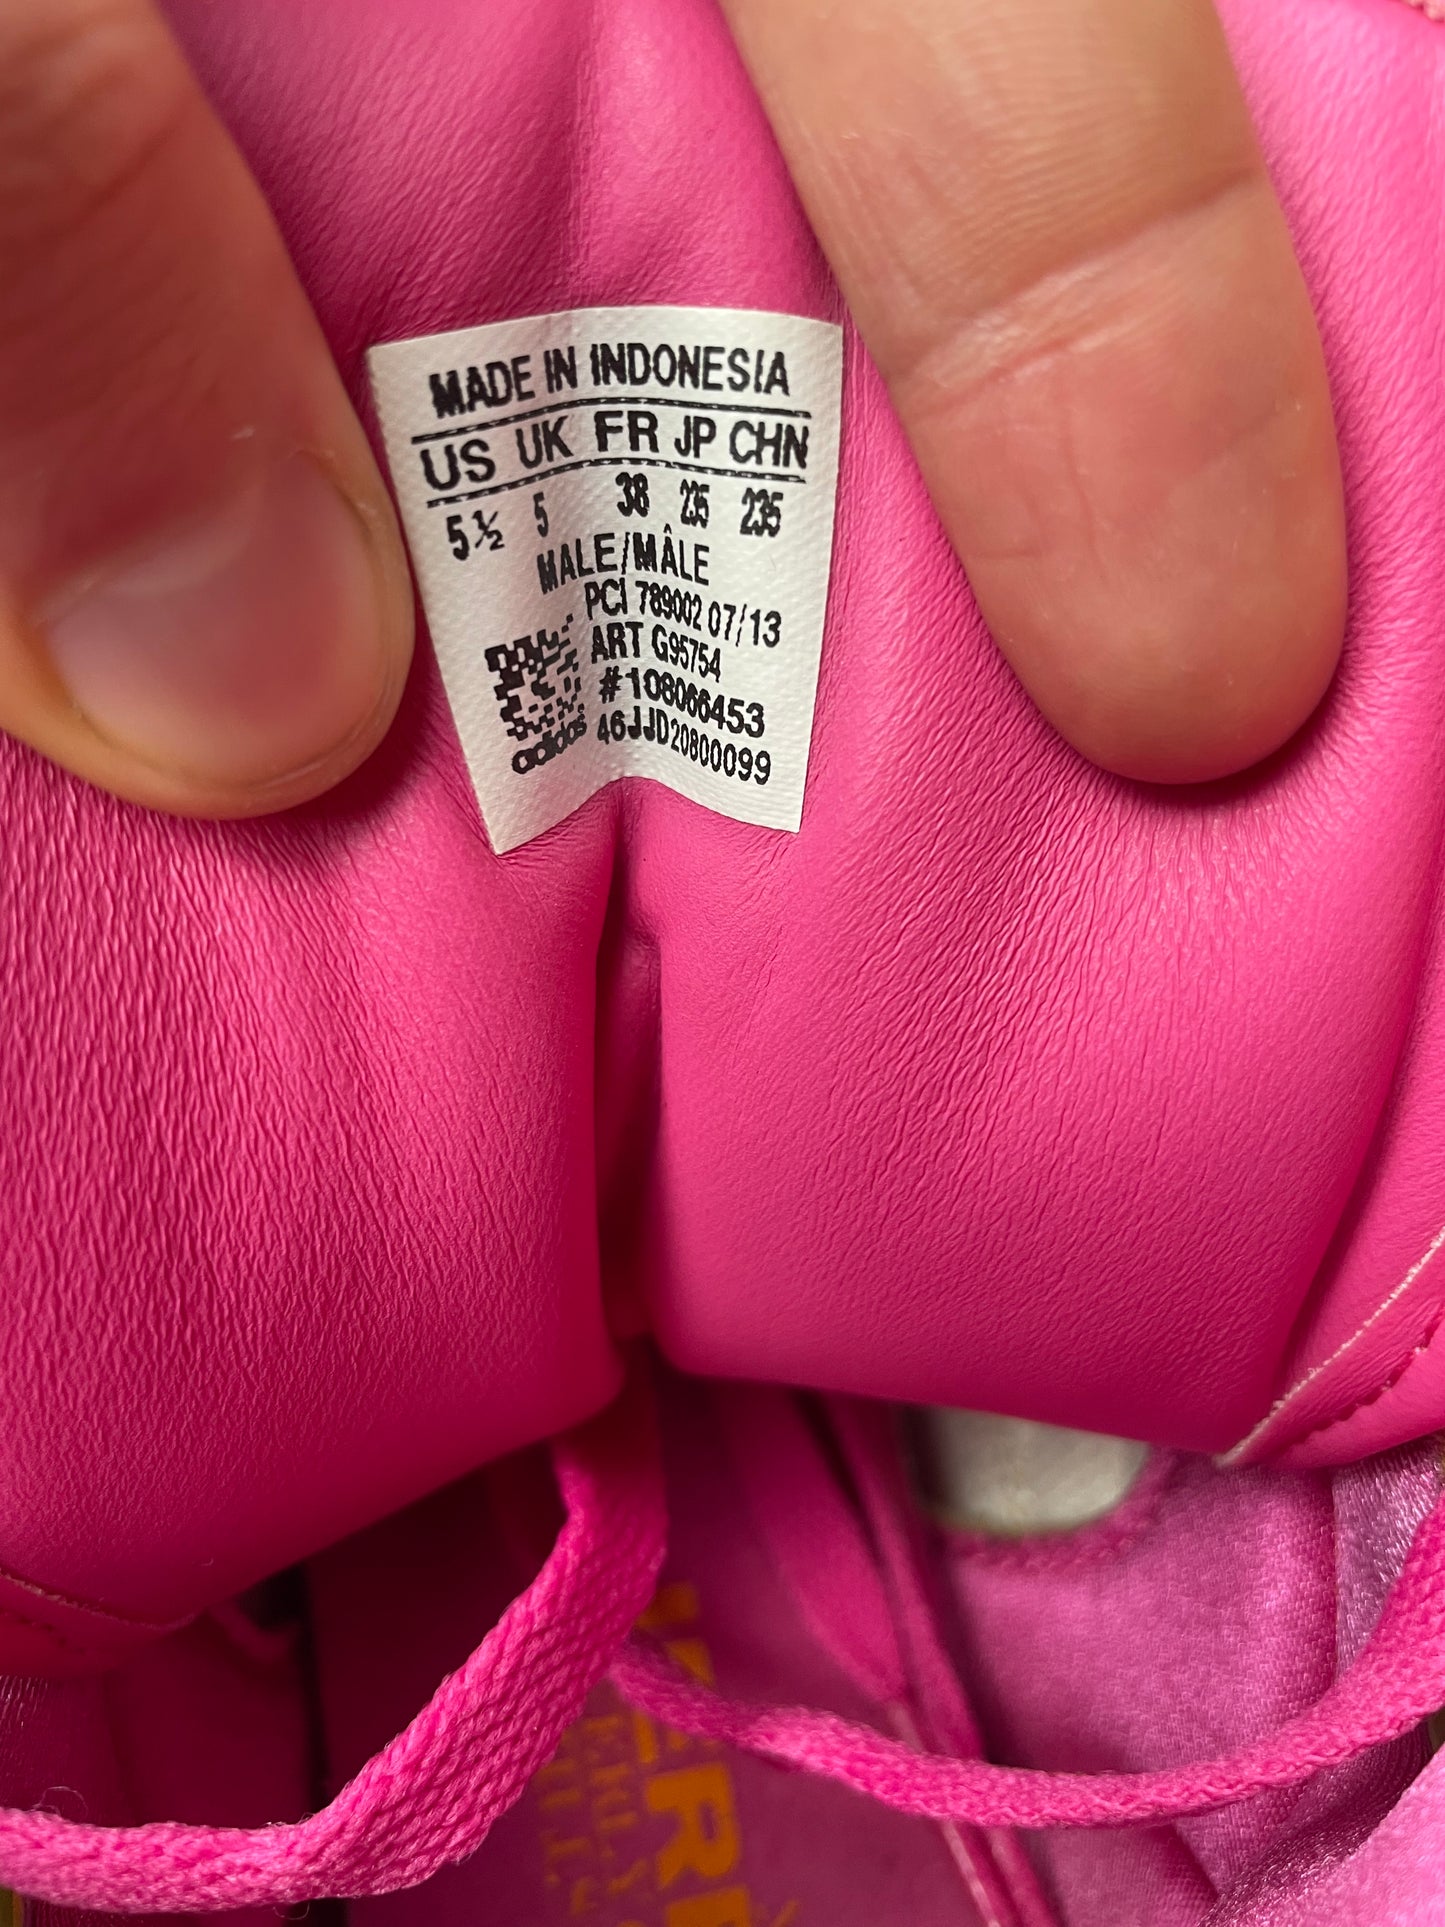 MADE IN INDONESIA
US UK FR JP CHN
5½ 5 38 235 235
MALE/MÂLE
PCI 789002 07/13
ART G95754
#108066453
adidas 46JJD20800099